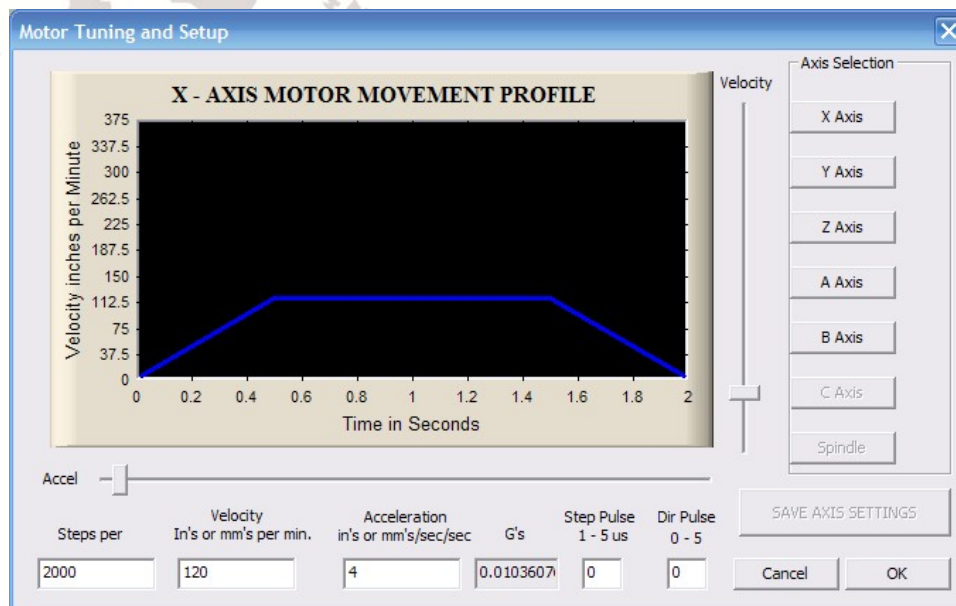 Motor Tuning and Setup
X - AXIS MOTOR MOVEMENT PROFILE
Velocity inches per Minute
375
337.5
300
262.5
225
187.5
150
112.5
75
37.5
0
0 0.2 0.4 0.6 0.8 1 1.2 1.4 1.6 1.8 2
Time in Seconds
Velocity
Axis Selection
X Axis
Y Axis
Z Axis
A Axis
B Axis
C Axis
Spindle
Accel
Steps per
Velocity
In's or mm's per min.
Acceleration
in's or mm's/sec/sec
G's
Step Pulse
1 - 5 us
Dir Pulse
0 - 5
2000 120 4 0.0103607 0 0
SAVE AXIS SETTINGS
Cancel OK